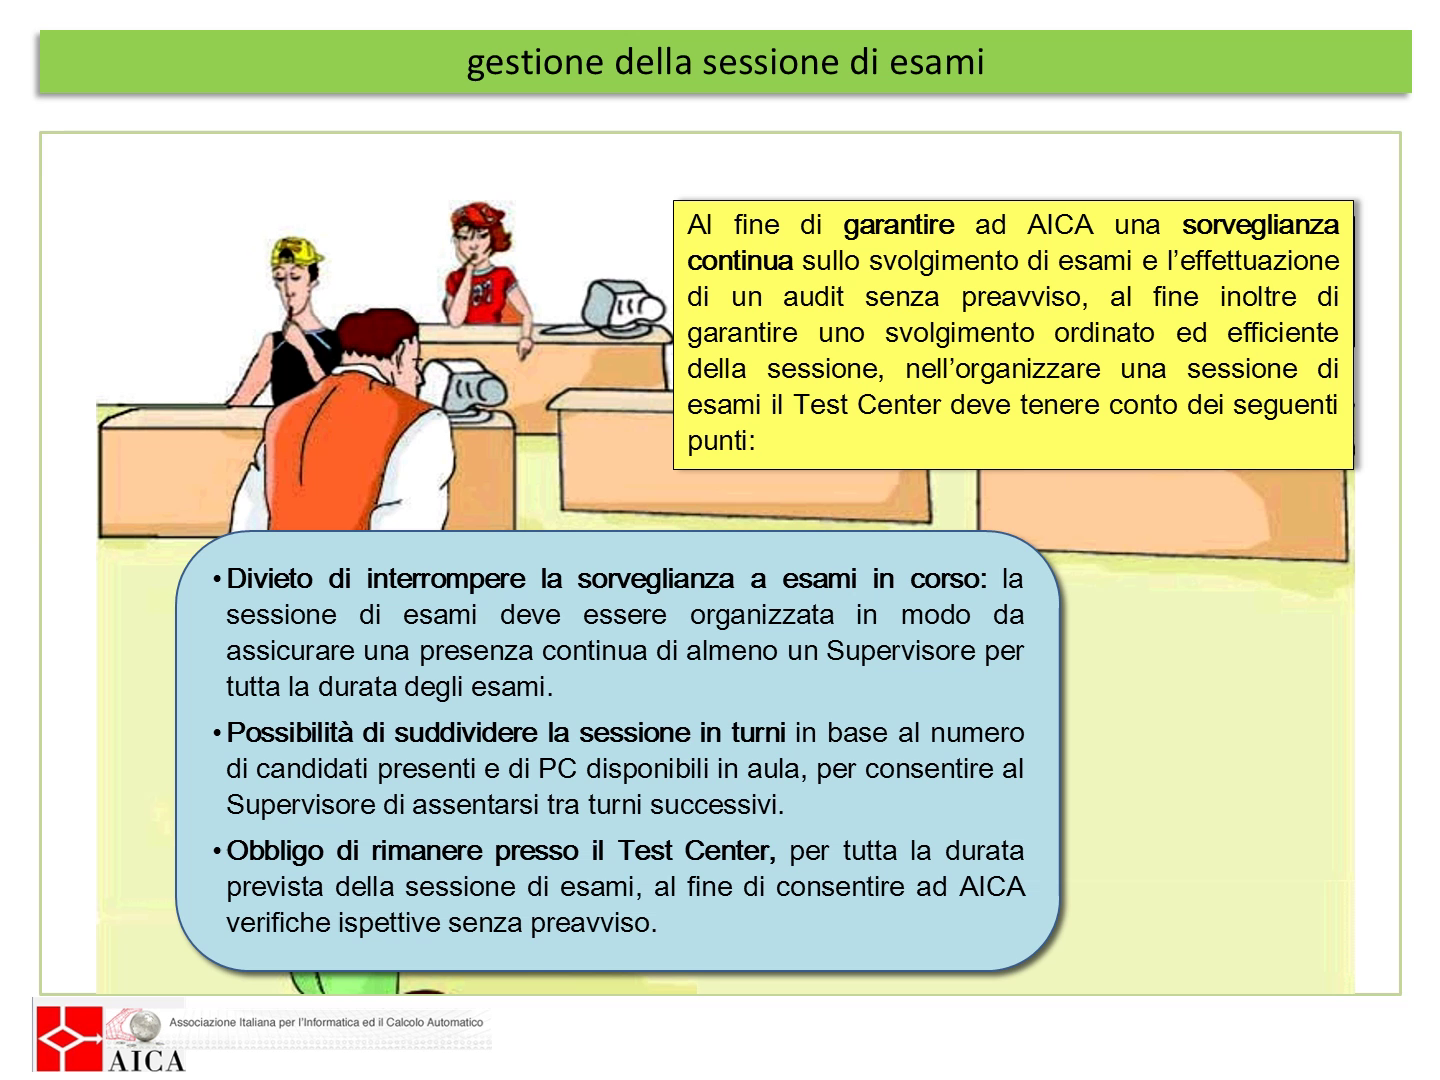 gestione della sessione di esami
Al fine di garantire ad AICA una sorveglianza
continua sullo svolgimento di esami e l’effettuazione
di un audit senza preavviso, al fine inoltre di
garantire uno svolgimento ordinato ed efficiente
della sessione, nell’organizzare una sessione di
esami il Test Center deve tenere conto dei seguenti
punti:
•Divieto di interrompere la sorveglianza a esami in corso: la
sessione di esami deve essere organizzata in modo da
assicurare una presenza continua di almeno un Supervisore per
tutta la durata degli esami.
•Possibilità di suddividere la sessione in turni in base al numero
di candidati presenti e di PC disponibili in aula, per consentire al
Supervisore di assentarsi tra turni successivi.
•Obbligo di rimanere presso il Test Center, per tutta la durata
prevista della sessione di esami, al fine di consentire ad AICA
verifiche ispettive senza preavviso.
Associazione Italiana per l'Informatica ed il Calcolo Automatico
AICA